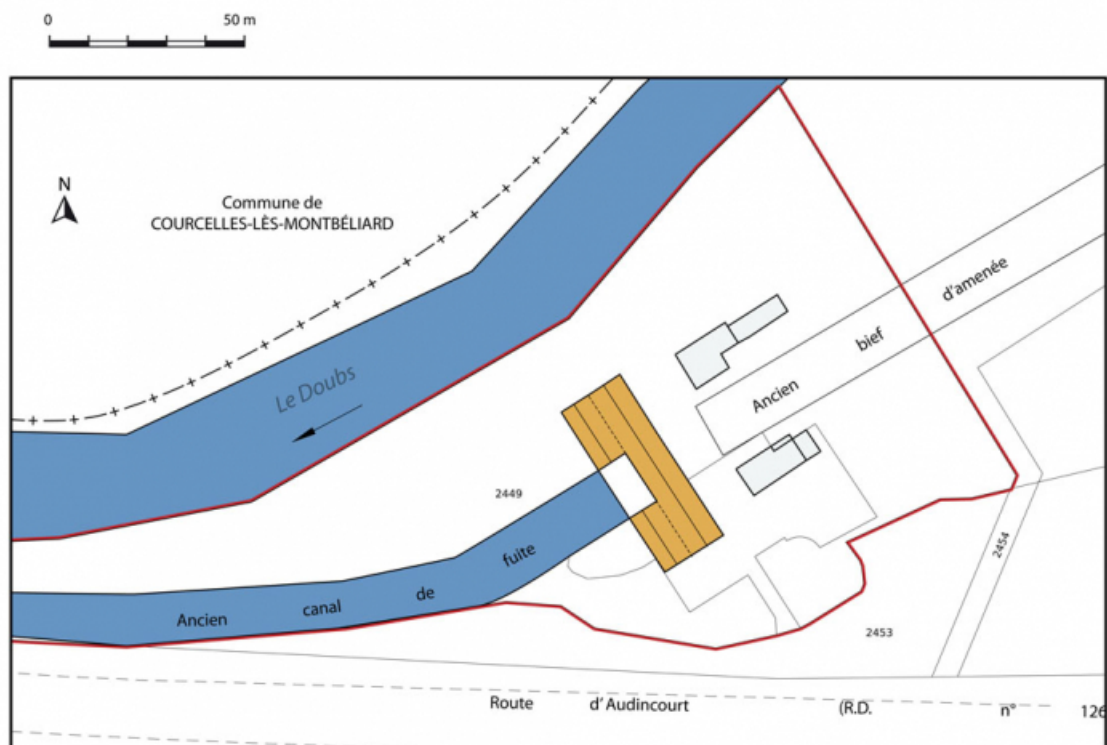 0 50 m
N
Commune de
COURCELLES-LÈS-MONTBÉLIARD
Le Doubs
Ancien bief d'amenée
2449
Ancien canal de fuite
2454
2453
Route d'Audincourt (R.D. n° 126